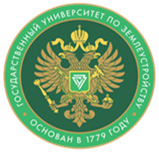 ГОСУДАРСТВЕННЫЙ УНИВЕРСИТЕТ ПО ЗЕМЛЕУСТРОЙСТВУ
ОСНОВАН В 1779 ГОДУ